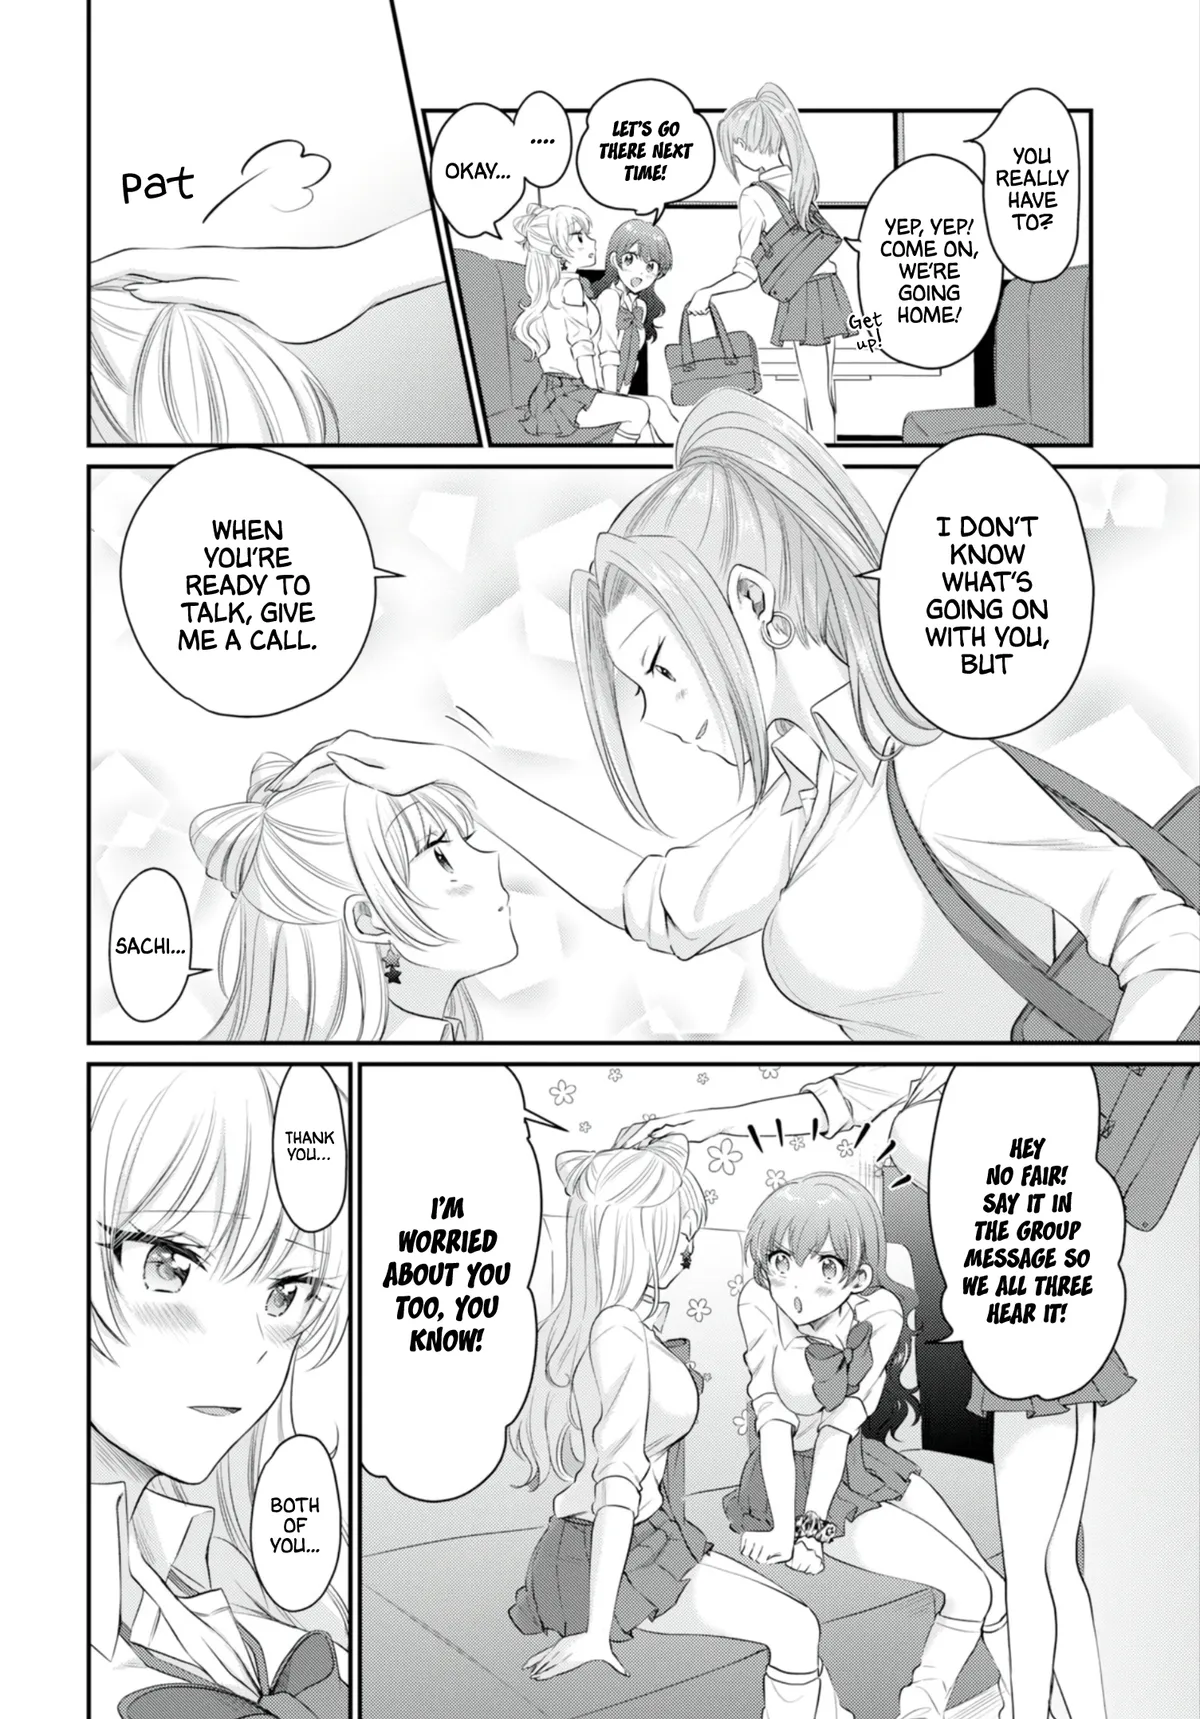 YOU
REALLY
HAVE
TO?
YEP, YEP!
COME ON,
WE'RE
GOING
HOME!
Get
up!
LET'S GO
THERE NEXT
TIME!
....
OKAY...
Pat
I DON'T
KNOW
WHAT'S
GOING ON
WITH YOU,
BUT
WHEN
YOU'RE
READY TO
TALK, GIVE
ME A CALL.
SACHI...
HEY
NO FAIR!
SAY IT IN
THE GROUP
MESSAGE SO
WE ALL THREE
HEAR IT!
I'M
WORRIED
ABOUT YOU
TOO, YOU
KNOW!
THANK
YOU...
BOTH
OF
YOU...